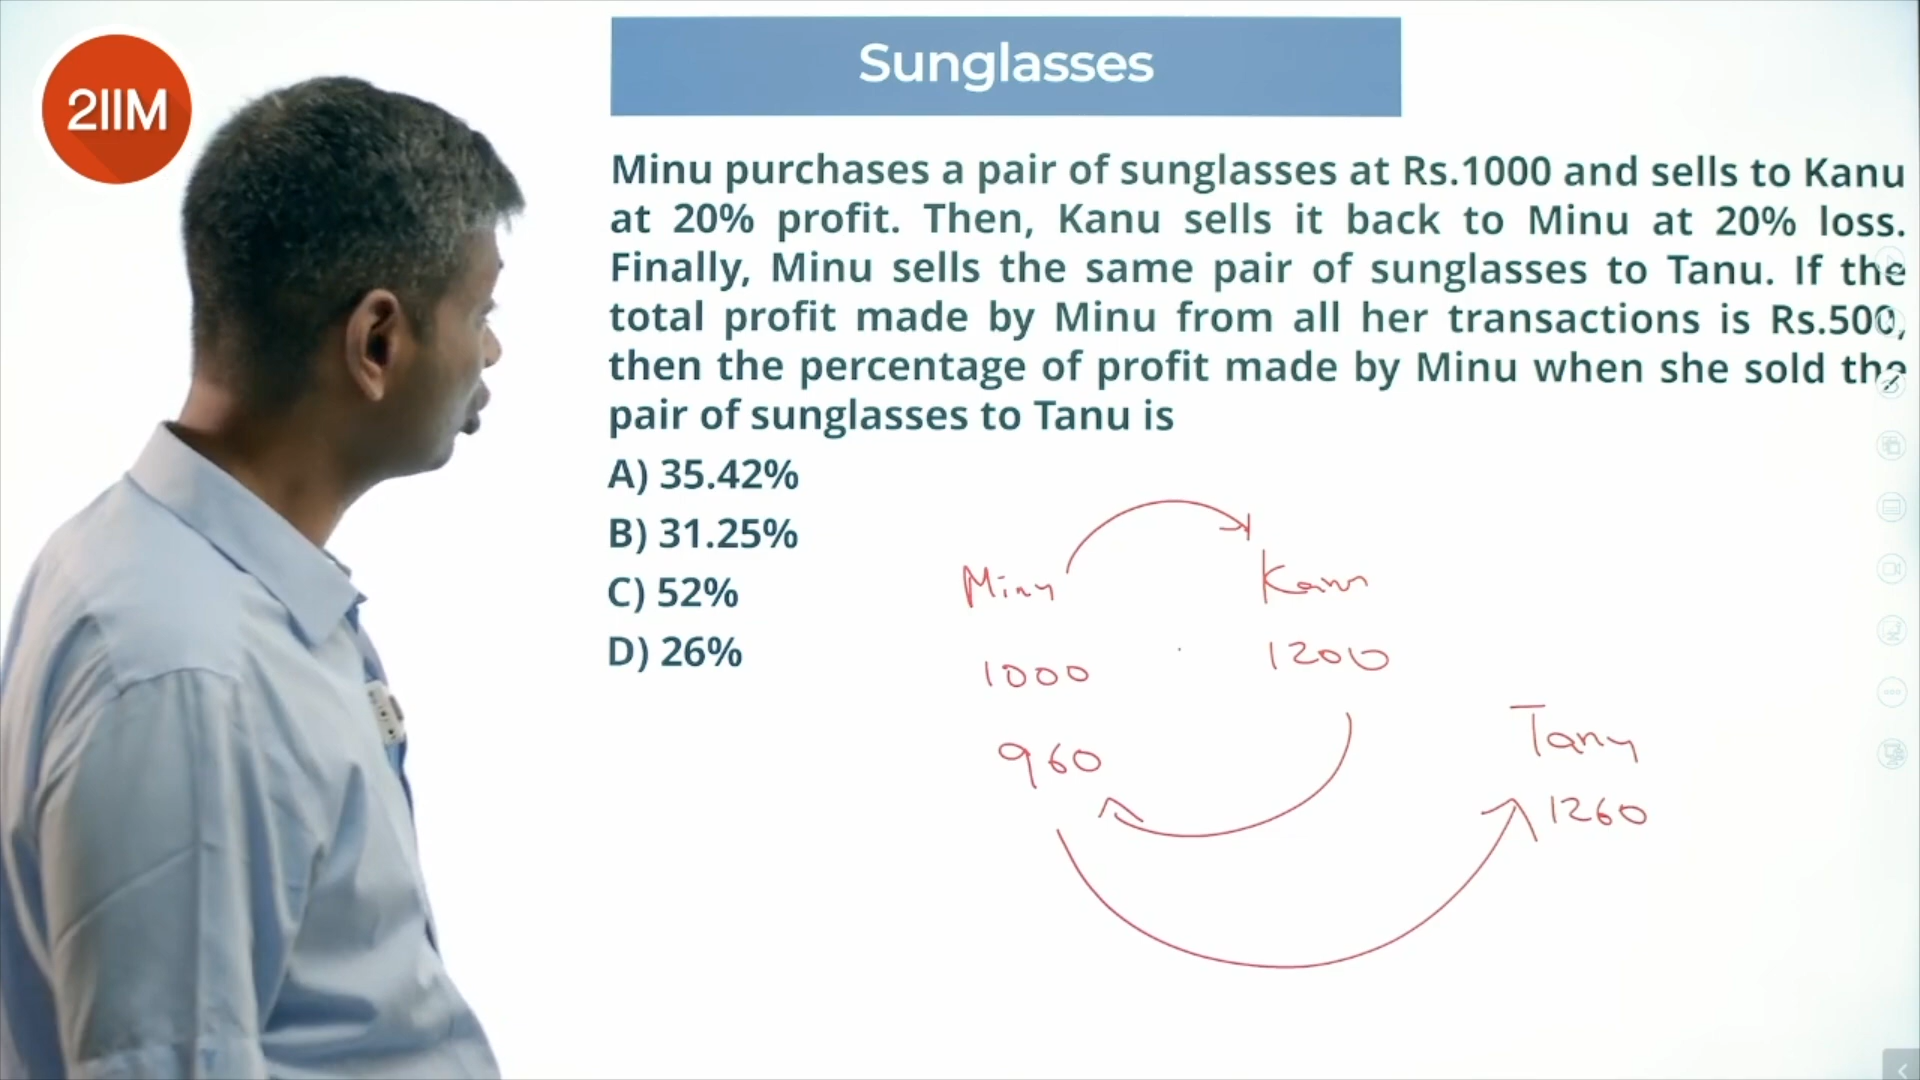 2IIM
Sunglasses
Minu purchases a pair of sunglasses at Rs.1000 and sells to Kanu
at 20% profit. Then, Kanu sells it back to Minu at 20% loss.
Finally, Minu sells the same pair of sunglasses to Tanu. If the
total profit made by Minu from all her transactions is Rs.500,
then the percentage of profit made by Minu when she sold the
pair of sunglasses to Tanu is
A) 35.42%
B) 31.25%
C) 52%
D) 26%
Minu Kanu
1000 1200
Tanu
960
1260